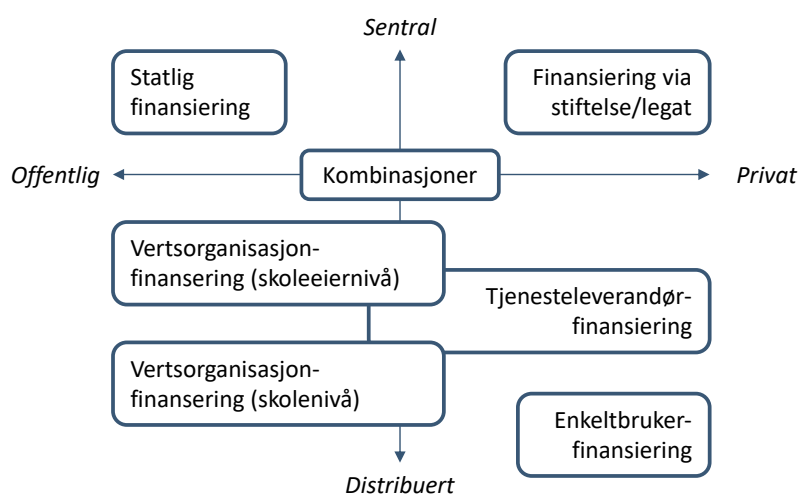 Sentral
Statlig
finansiering
Finansiering via
stiftelse/legat
Offentlig
Kombinasjoner
Privat
Vertsorganisasjon-
finansering (skoleeiernivå)
Tjenesteleverandør-
finansiering
Vertsorganisasjon-
finansering (skolenivå)
Enkeltbruker-
finansiering
Distribuert